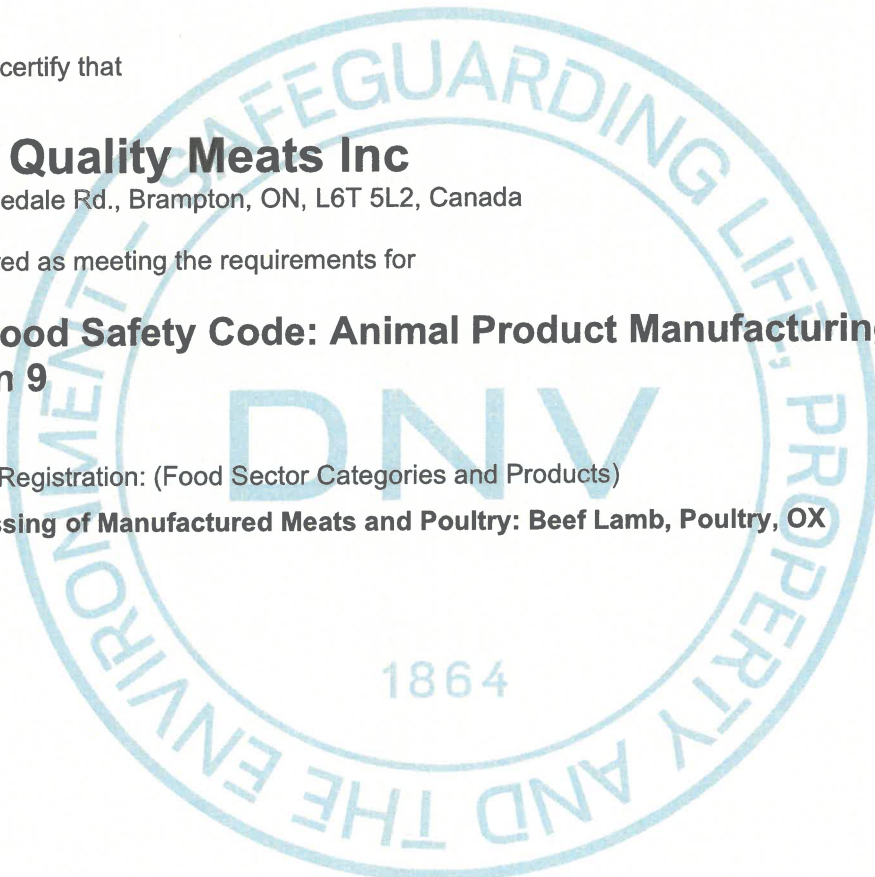 certify that
Quality Meats Inc
edale Rd., Brampton, ON, L6T 5L2, Canada
ed as meeting the requirements for
ood Safety Code: Animal Product Manufacturing
n 9
Registration: (Food Sector Categories and Products)
ssing of Manufactured Meats and Poultry: Beef Lamb, Poultry, OX
SAFEGUARDING LIFE, PROPERTY AND THE ENVIRONMENT -
DNV
1864